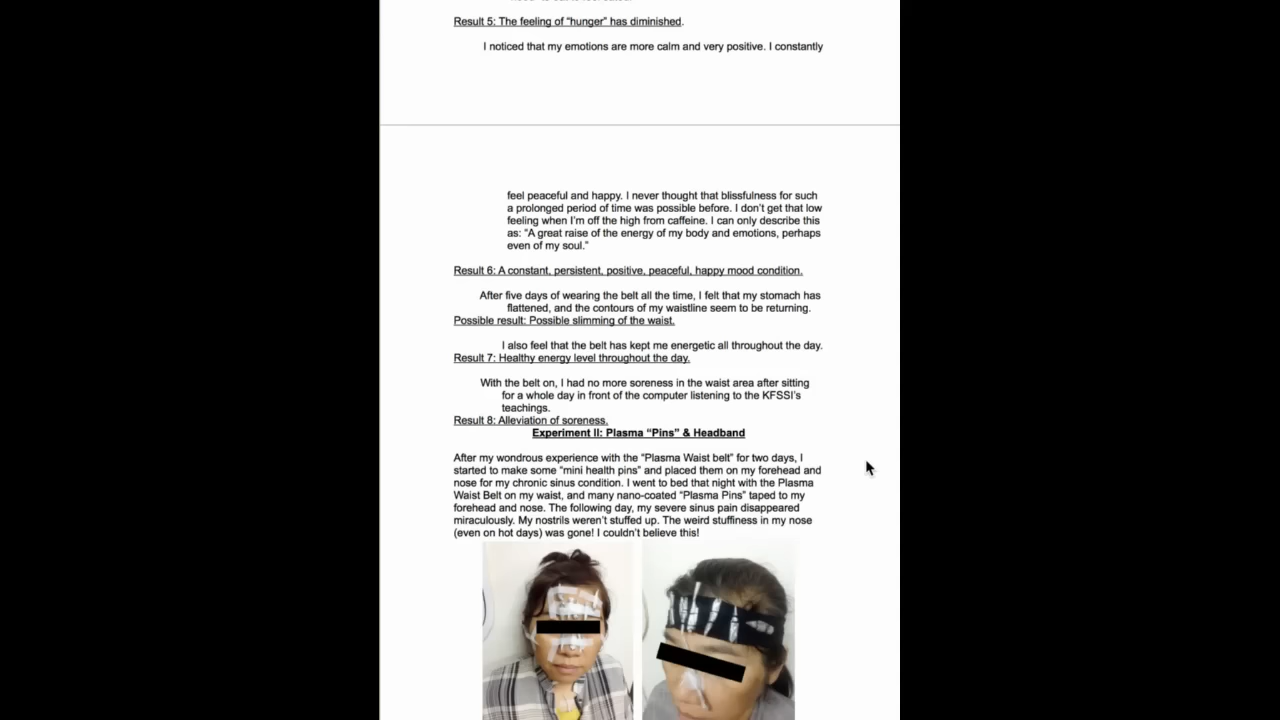 Result 5: The feeling of “hunger” has diminished.
I noticed that my emotions are more calm and very positive. I constantly
feel peaceful and happy. I never thought that blissfulness for such
a prolonged period of time was possible before. I don’t get that low
feeling when I’m off the high from caffeine. I can only describe this
as: “A great raise of the energy of my body and emotions, perhaps
even of my soul.”
Result 6: A constant, persistent, positive, peaceful, happy mood condition.
After five days of wearing the belt all the time, I felt that my stomach has
flattened, and the contours of my waistline seem to be returning.
Possible result: Possible slimming of the waist.
I also feel that the belt has kept me energetic all throughout the day.
Result 7: Healthy energy level throughout the day.
With the belt on, I had no more soreness in the waist area after sitting
for a whole day in front of the computer listening to the KFSSI’s
teachings.
Result 8: Alleviation of soreness.
Experiment II: Plasma “Pins” & Headband
After my wondrous experience with the “Plasma Waist belt” for two days, I
started to make some “mini health pins” and placed them on my forehead and
nose for my chronic sinus condition. I went to bed that night with the Plasma
Waist Belt on my waist, and many nano-coated “Plasma Pins” taped to my
forehead and nose. The following day, my severe sinus pain disappeared
miraculously. My nostrils weren’t stuffed up. The weird stuffiness in my nose
(even on hot days) was gone! I couldn’t believe this!